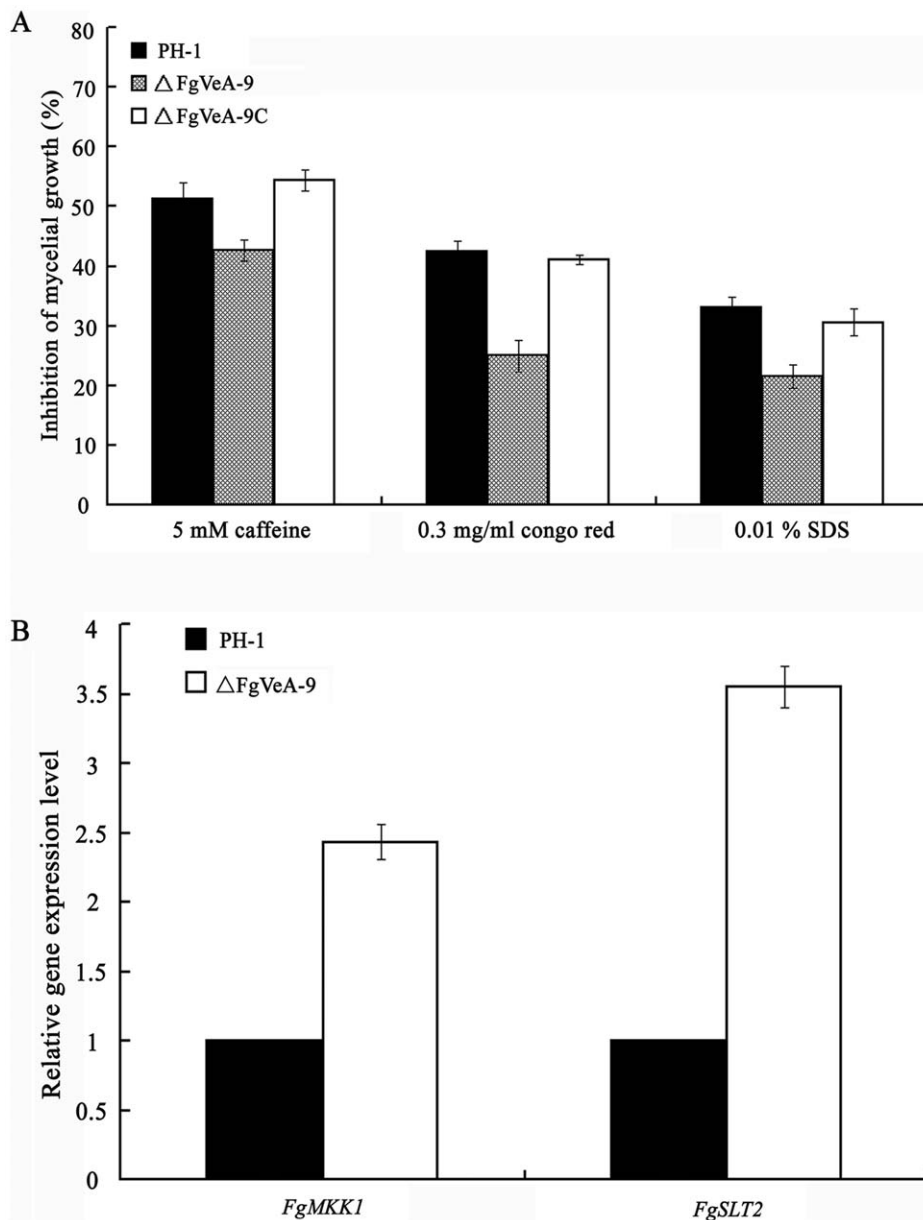 A
80
70
60
50
40
30
20
10
0
Inhibition of mycelial growth (%)
PH-1
△FgVeA-9
△FgVeA-9C
5 mM caffeine
0.3 mg/ml congo red
0.01 % SDS
B
4
3.5
3
2.5
2
1.5
1
0.5
0
Relative gene expression level
PH-1
△FgVeA-9
FgMKK1
FgSLT2